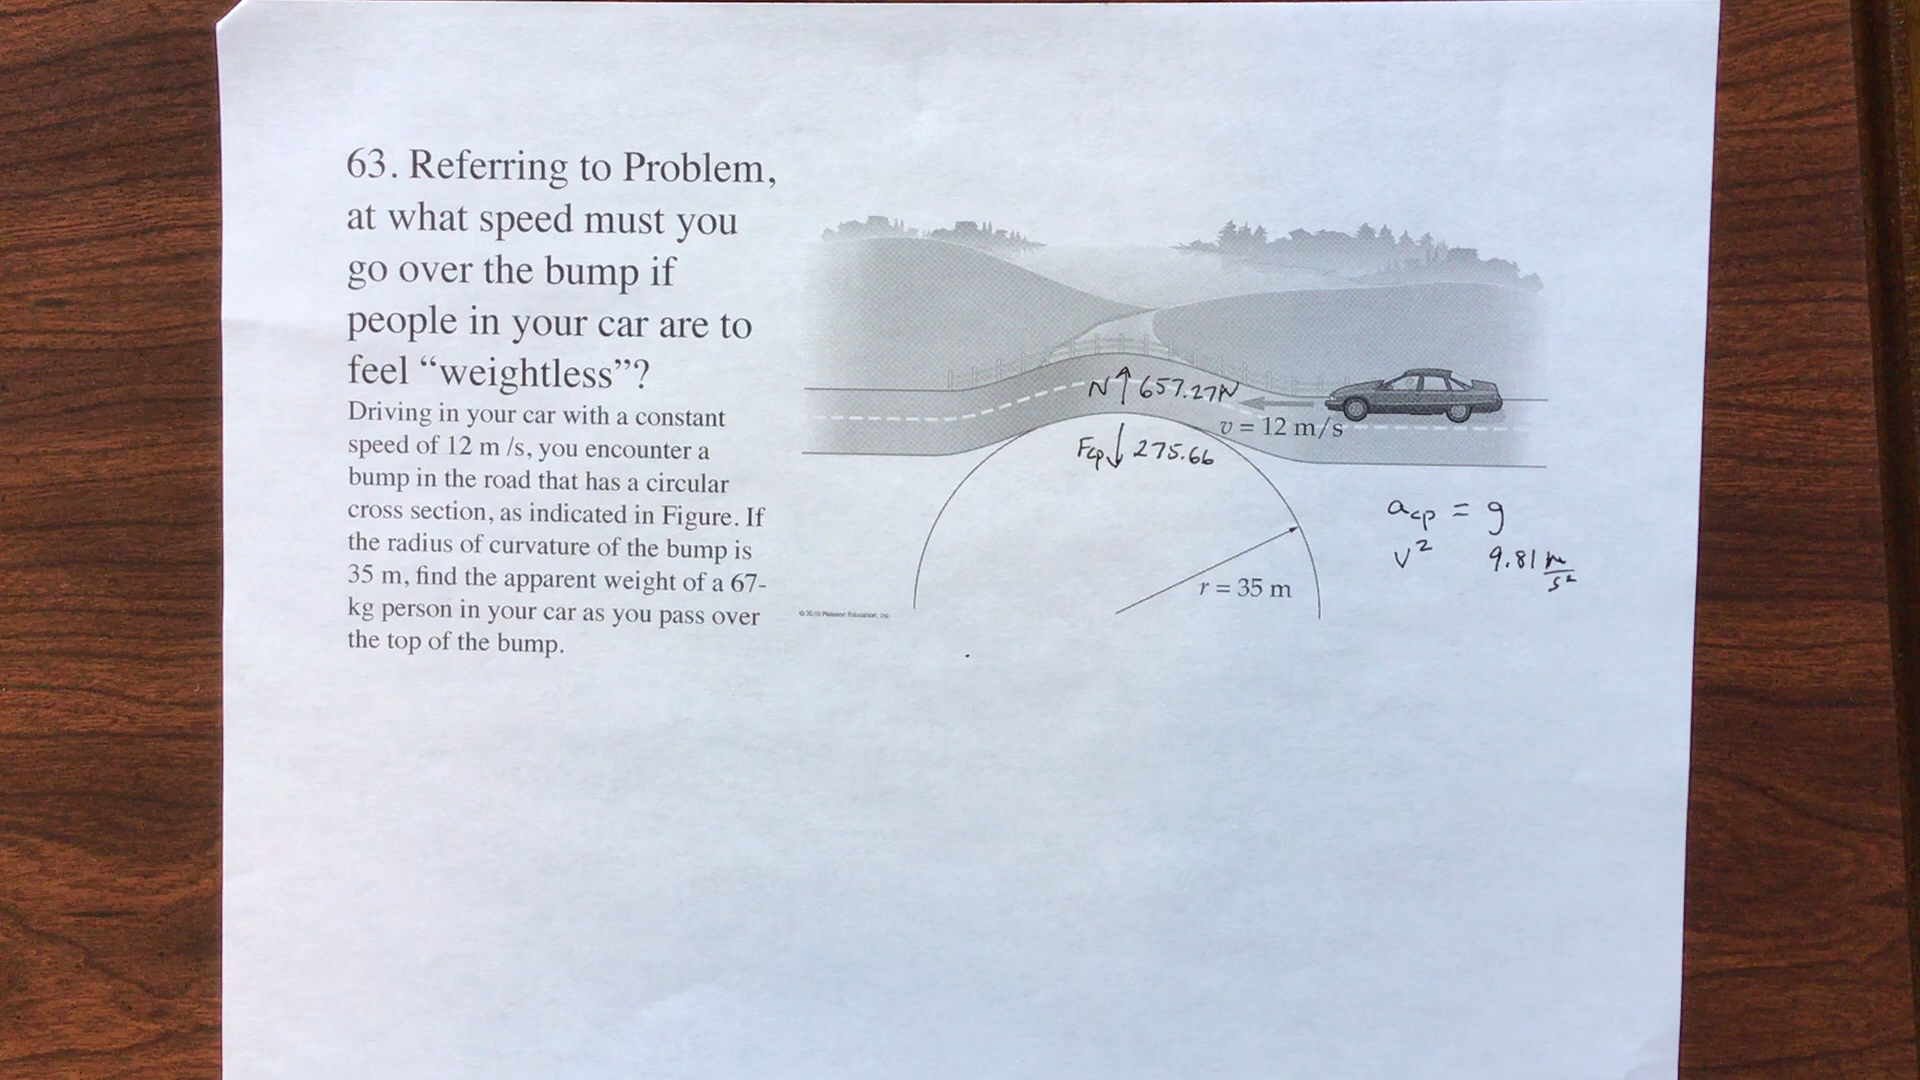 63. Referring to Problem,
at what speed must you
go over the bump if
people in your car are to
feel “weightless”?
Driving in your car with a constant
speed of 12 m /s, you encounter a
bump in the road that has a circular
cross section, as indicated in Figure. If
the radius of curvature of the bump is
35 m, find the apparent weight of a 67-
kg person in your car as you pass over
the top of the bump.
N↑ 657.27N
v = 12 m/s
Fcp↓ 275.66
r = 35 m
© 2010 Pearson Education, Inc.
acp = g
v² 9.81 m/s²